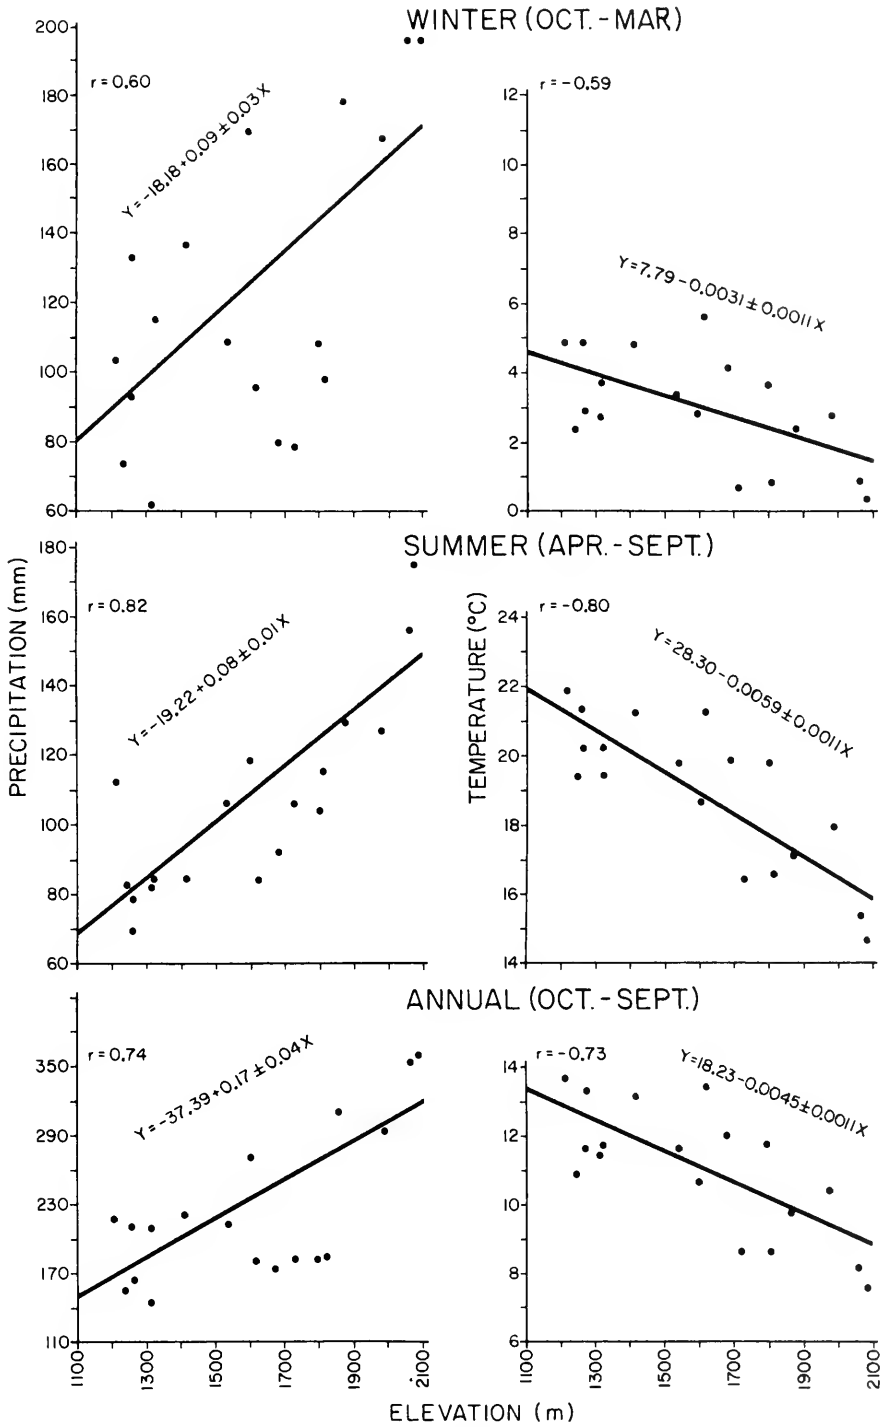 WINTER (OCT.-MAR)
r = 0.60
Y=-18.18+0.09±0.03X
200
180
160
140
120
100
80
60
r= -0.59
Y=7.79-0.0031±0.0011X
12
10
8
6
4
2
0
SUMMER (APR.-SEPT.)
PRECIPITATION (mm)
r = 0.82
Y=-19.22+0.08±0.01X
180
160
140
120
100
80
60
TEMPERATURE (°C)
r= -0.80
Y=28.30-0.0059±0.0011X
24
22
20
18
16
14
ANNUAL (OCT.-SEPT.)
r = 0.74
Y=-37.39+0.17±0.04X
350
290
230
170
110
1100 1300 1500 1700 1900 2100
r= -0.73
Y=18.23-0.0045±0.0011X
14
12
10
8
6
1100 1300 1500 1700 1900 2100
ELEVATION (m)